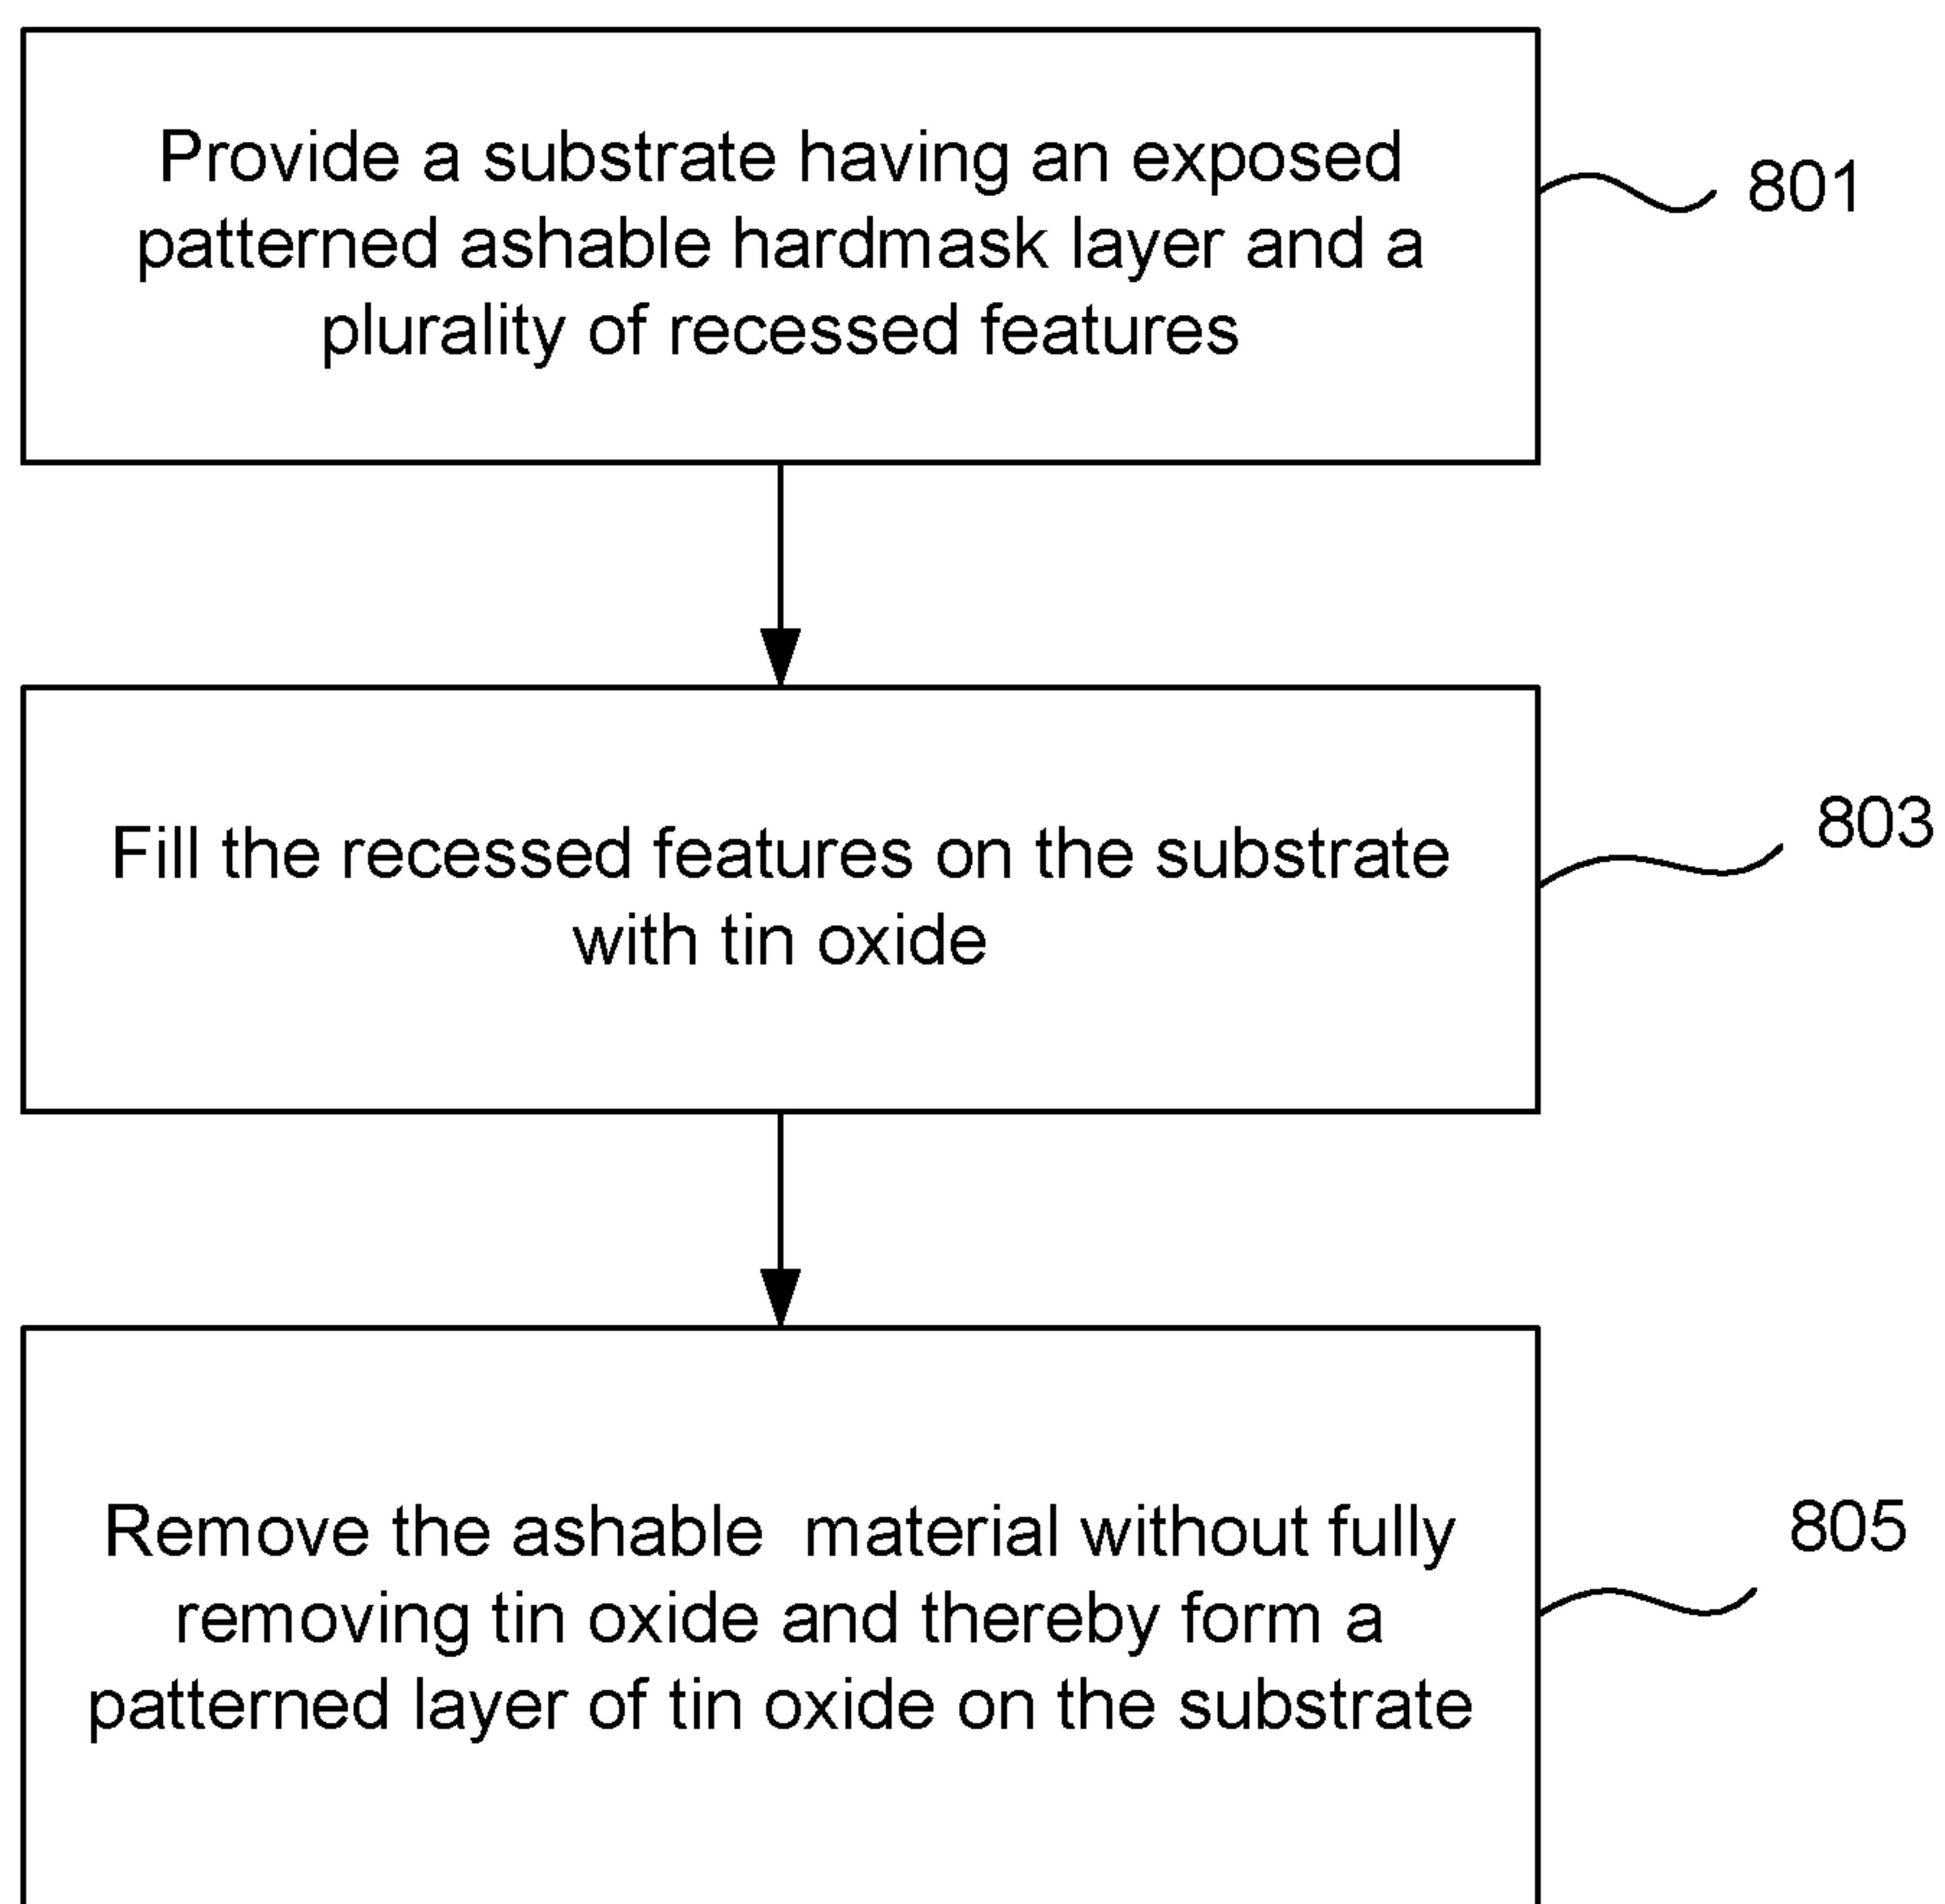 Provide a substrate having an exposed
patterned ashable hardmask layer and a
plurality of recessed features
801
Fill the recessed features on the substrate
with tin oxide
803
Remove the ashable  material without fully
removing tin oxide and thereby form a
patterned layer of tin oxide on the substrate
805